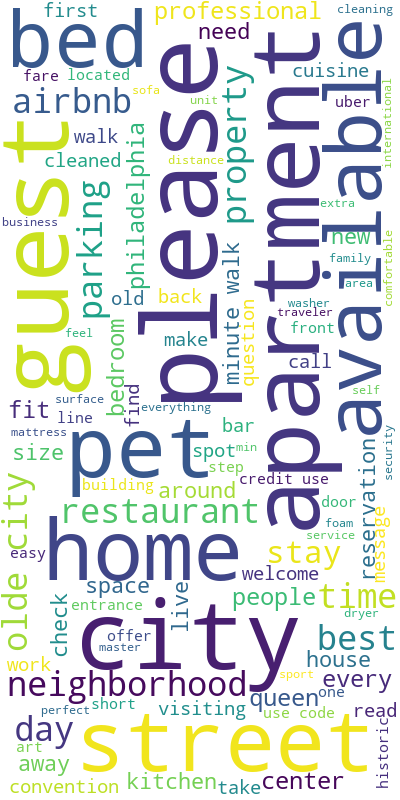 first
professional
cleaning
bed
need
please
apartment
available
fare
located
cuisine
airbnb
sofa
unit
uber
international
guest
walk
property
cleaned
philadelphia
distance
parking
business
extra
new
comfortable
old
back
minute walk
question
family
area
washer
traveler
front
feel
bedroom
make
call
self
fit
surface
line
find
everything
mattress
pet
bar
security
size
spot
min
step
credit use
reservation
message
building
around
door
foam
service
olde city
restaurant
home
easy
stay
welcome
space
live
people
time
entrance
check
city
offer
master
best
work
house
neighborhood
sport
every
queen
one
perfect
short
visiting
use code
read
day
street
historic
art
away
convention
kitchen
take
center
dryer